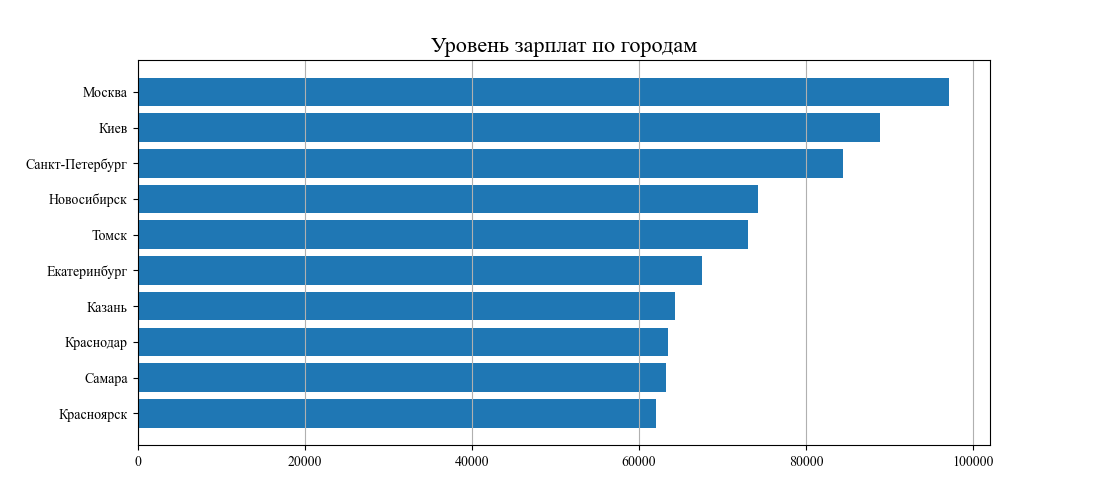 Уровень зарплат по городам
Москва
Киев
Санкт-Петербург
Новосибирск
Томск
Екатеринбург
Казань
Краснодар
Самара
Красноярск
0 20000 40000 60000 80000 100000